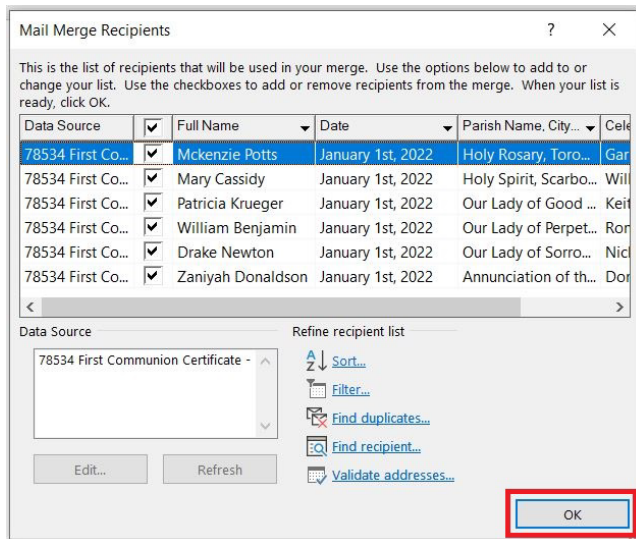 Mail Merge Recipients ? ×
This is the list of recipients that will be used in your merge. Use the options below to add to or
change your list. Use the checkboxes to add or remove recipients from the merge. When your list is
ready, click OK.
Data Source Full Name Date Parish Name, City... Cele
78534 First Co... Mckenzie Potts January 1st, 2022 Holy Rosary, Toro... Gar
78534 First Co... Mary Cassidy January 1st, 2022 Holy Spirit, Scarbo... Will
78534 First Co... Patricia Krueger January 1st, 2022 Our Lady of Good ... Keit
78534 First Co... William Benjamin January 1st, 2022 Our Lady of Perpet... Ron
78534 First Co... Drake Newton January 1st, 2022 Our Lady of Sorro... Nicl
78534 First Co... Zaniyah Donaldson January 1st, 2022 Annunciation of th... Dor
Data Source Refine recipient list
78534 First Communion Certificate -
Sort...
Filter...
Find duplicates...
Find recipient...
Edit... Refresh Validate addresses...
OK